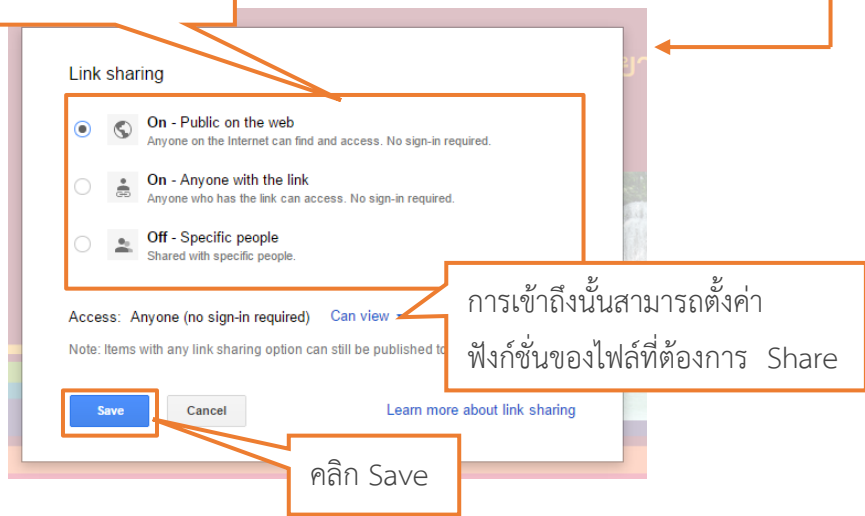 Link sharing
On - Public on the web
Anyone on the Internet can find and access. No sign-in required.
On - Anyone with the link
Anyone who has the link can access. No sign-in required.
Off - Specific people
Shared with specific people.
Access: Anyone (no sign-in required) Can view
Note: Items with any link sharing option can still be published to
การเข้าถึงนั้นสามารถตั้งค่า
ฟังก์ชั่นของไฟล์ที่ต้องการ Share
Save Cancel Learn more about link sharing
คลิก Save